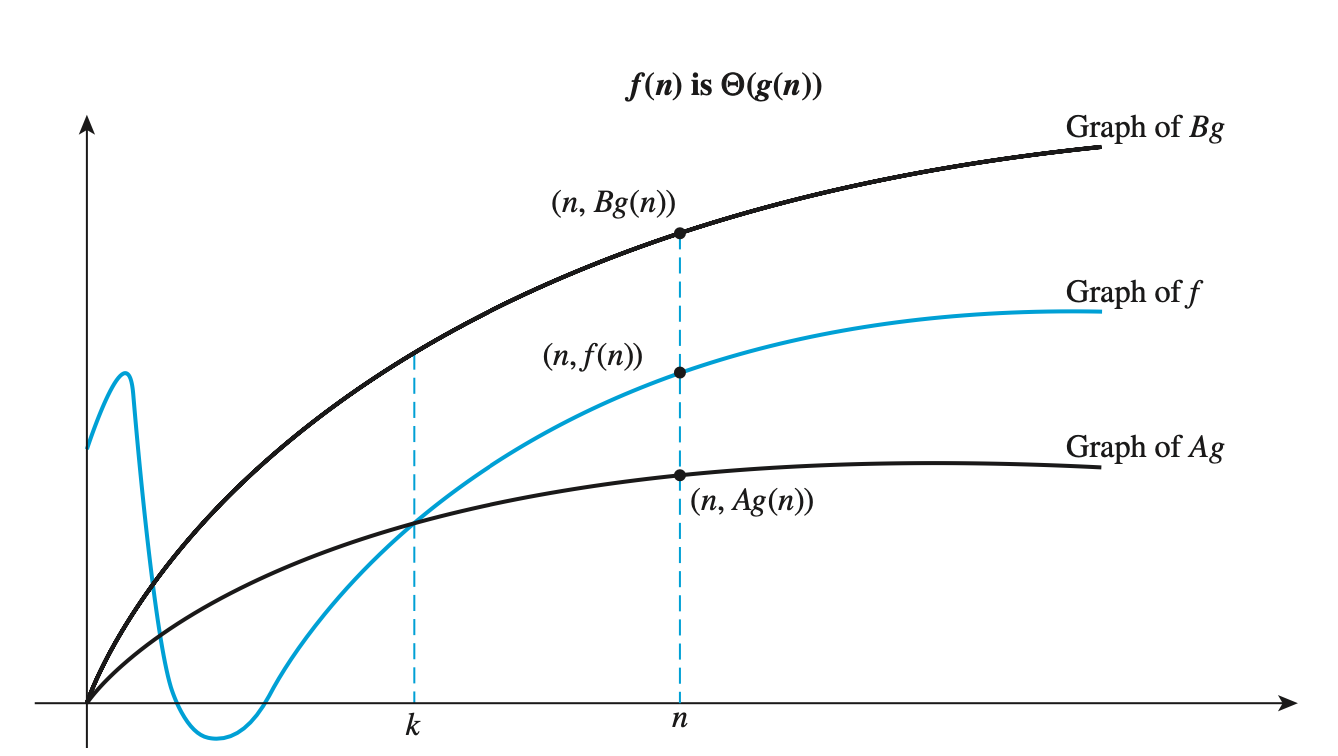 f(n) is Θ(g(n))
Graph of Bg
(n, Bg(n))
Graph of f
(n, f(n))
Graph of Ag
(n, Ag(n))
k
n